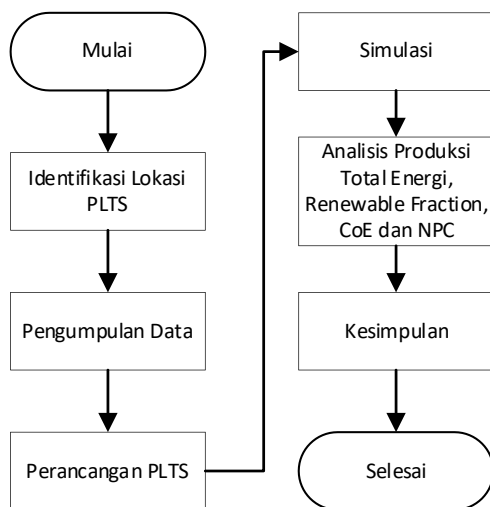 Mulai
Identifikasi Lokasi
PLTS
Pengumpulan Data
Perancangan PLTS
Simulasi
Analisis Produksi
Total Energi,
Renewable Fraction,
CoE dan NPC
Kesimpulan
Selesai